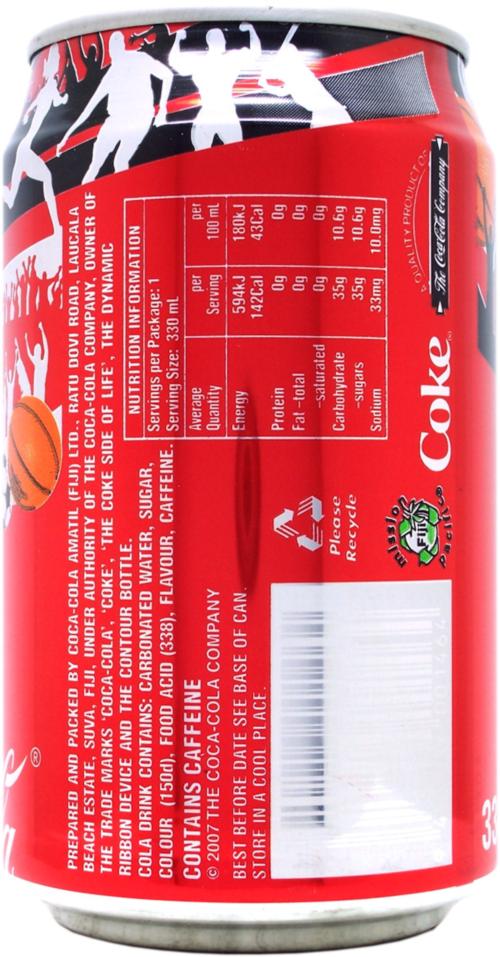 PREPARED AND PACKED BY COCA-COLA AMATIL (FIJI) LTD., RATU DOVI ROAD, LAUCALA
BEACH ESTATE, SUVA, FIJI, UNDER AUTHORITY OF THE COCA-COLA COMPANY, OWNER OF
THE TRADE MARKS 'COCA-COLA', 'COKE', 'THE COKE SIDE OF LIFE', THE DYNAMIC
RIBBON DEVICE AND THE CONTOUR BOTTLE.
COLA DRINK CONTAINS: CARBONATED WATER, SUGAR,
COLOUR (150d), FOOD ACID (338), FLAVOUR, CAFFEINE.
CONTAINS CAFFEINE
© 2007 THE COCA-COLA COMPANY
BEST BEFORE DATE SEE BASE OF CAN.
STORE IN A COOL PLACE.
NUTRITION INFORMATION
Servings per Package: 1
Serving Size: 330 mL
Average Quantity per Serving per 100 mL
Energy 594kJ 180kJ
142Cal 43Cal
Protein 0g 0g
Fat -total 0g 0g
-saturated 0g 0g
Carbohydrate 35g 10.6g
-sugars 35g 10.6g
Sodium 33mg 10.0mg
Please
Recycle
mission
Fiji
pacific
Coke
QUALITY PRODUCT OF
The Coca-Cola Company
®
33